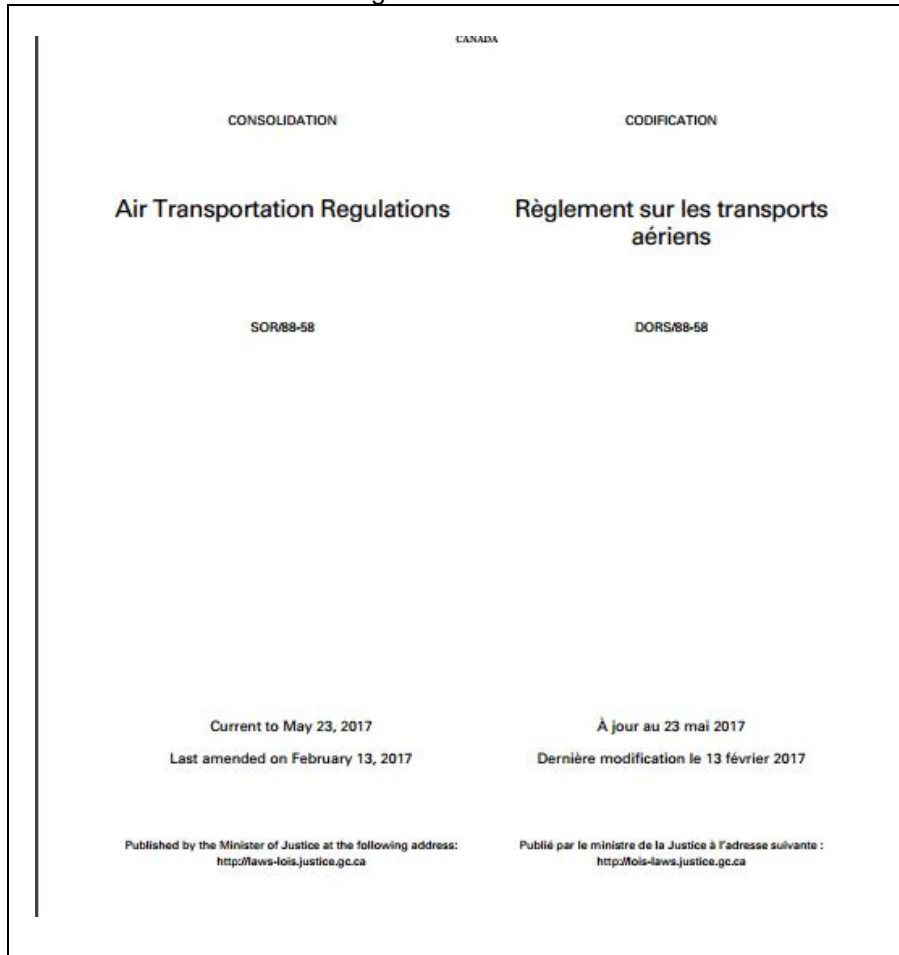 CANADA
CONSOLIDATION
Air Transportation Regulations
SOR/88-58
Current to May 23, 2017
Last amended on February 13, 2017
Published by the Minister of Justice at the following address:
http://laws-lois.justice.gc.ca
CODIFICATION
Règlement sur les transports
aériens
DORS/88-58
À jour au 23 mai 2017
Dernière modification le 13 février 2017
Publié par le ministre de la Justice à l'adresse suivante :
http://lois-laws.justice.gc.ca